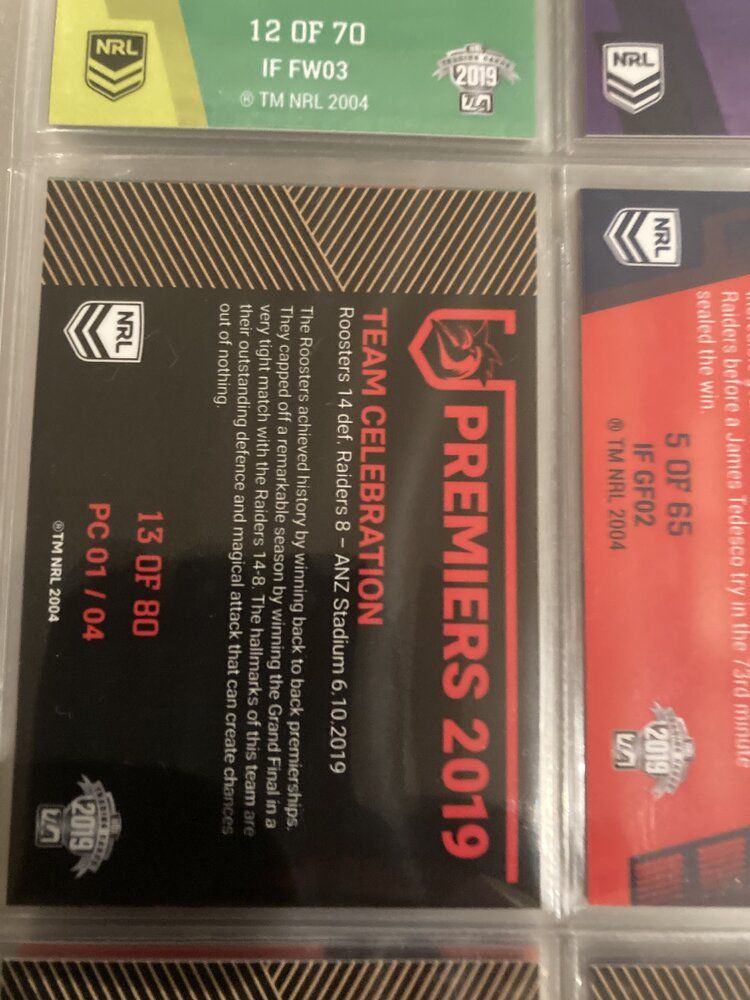 NRL
12 OF 70
IF FW03
® TM NRL 2004
TRADING CARDS
2019
NRL
PREMIERS 2019
TEAM CELEBRATION
Roosters 14 def. Raiders 8 – ANZ Stadium 6.10.2019
The Roosters achieved history by winning back to back premierships.
They capped off a remarkable season by winning the Grand Final in a
very tight match with the Raiders 14-8. The hallmarks of this team are
their outstanding defence and magical attack that can create chances
out of nothing.
NRL
13 OF 80
PC 01 / 04
®TM NRL 2004
TRADING CARDS
2019
Raiders before a James Tedesco try in the 73rd minute
sealed the win.
NRL
5 OF 65
IF GF02
® TM NRL 2004
2019